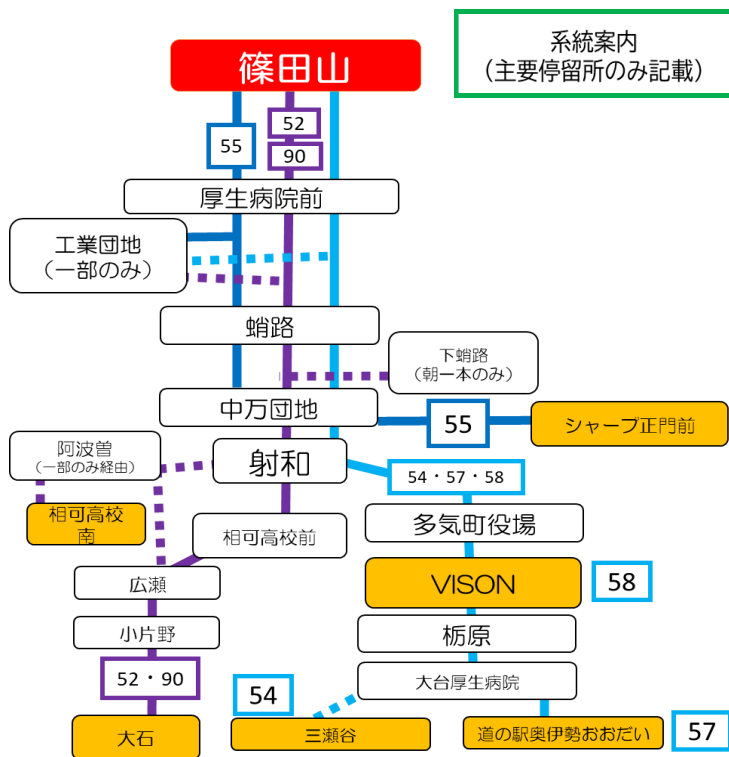 系統案内
（主要停留所のみ記載）
篠田山
55
52
90
厚生病院前
工業団地
（一部のみ）
蛸路
下蛸路
（朝一本のみ）
中万団地
55
シャープ正門前
阿波曽
（一部のみ経由）
射和
54・57・58
相可高校
南
相可高校前
多気町役場
広瀬
VISON
58
小片野
栃原
52・90
54
大台厚生病院
大石
三瀬谷
道の駅奥伊勢おおだい
57